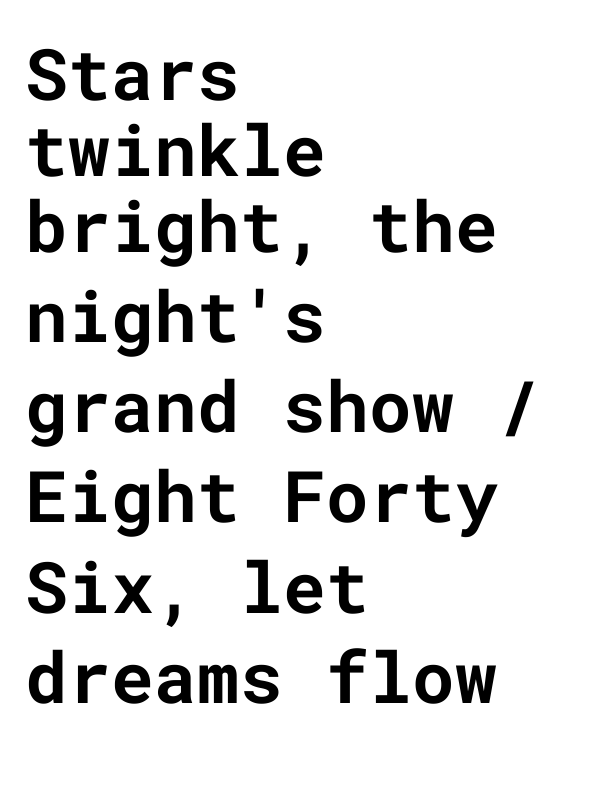 Stars
twinkle
bright, the
night's
grand show /
Eight Forty
Six, let
dreams flow